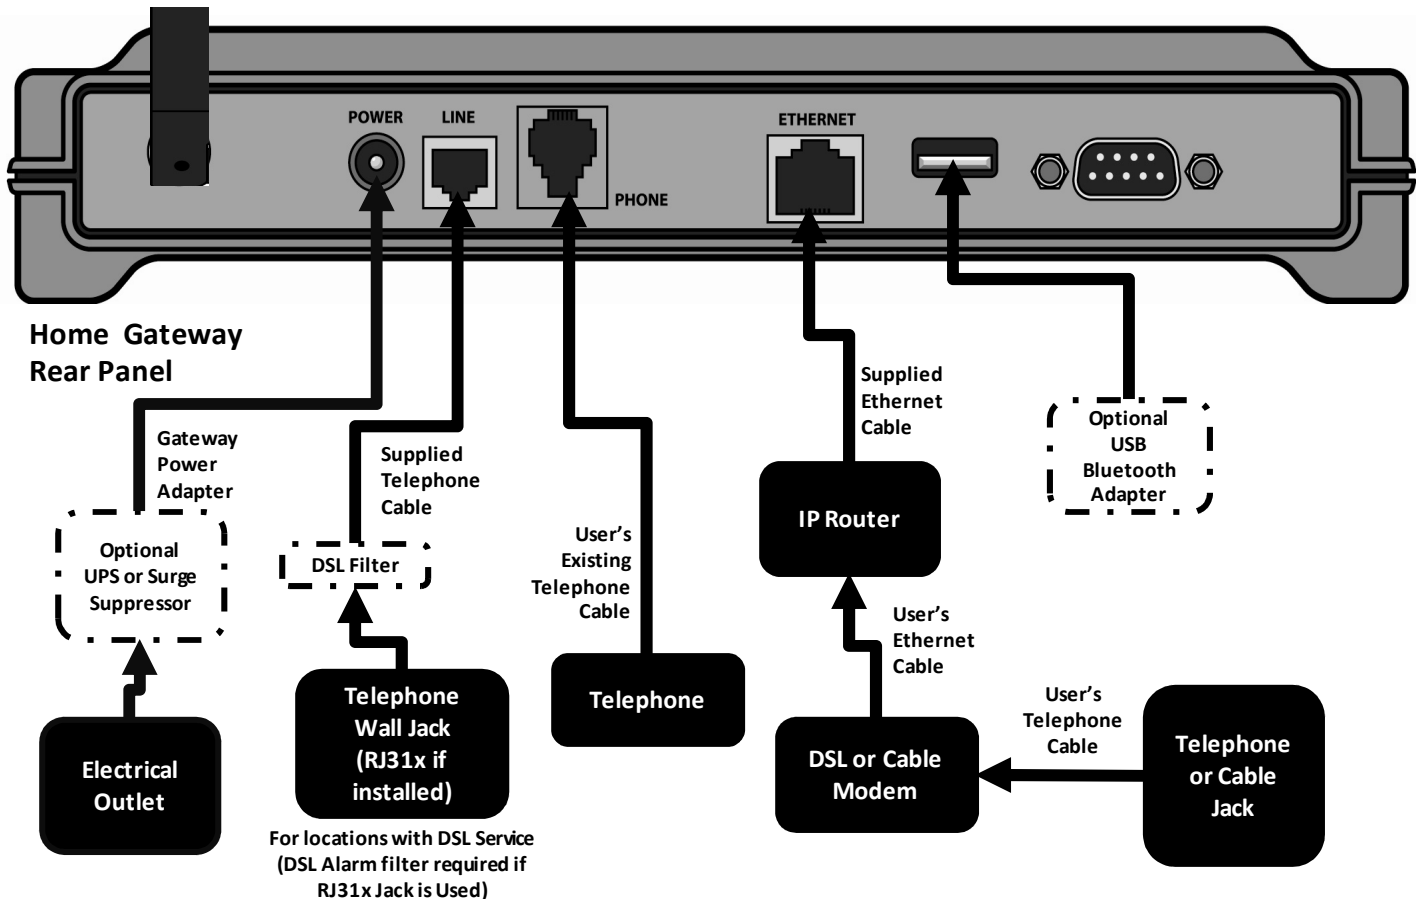 POWER
LINE
PHONE
ETHERNET
Home Gateway
Rear Panel
Gateway
Power
Adapter
Optional
UPS or Surge
Suppressor
Electrical
Outlet
Supplied
Telephone
Cable
DSL Filter
Telephone
Wall Jack
(RJ31x if
installed)
For locations with DSL Service
(DSL Alarm filter required if
RJ31x Jack is Used)
User's
Existing
Telephone
Cable
Telephone
Supplied
Ethernet
Cable
IP Router
User's
Ethernet
Cable
DSL or Cable
Modem
User's
Telephone
Cable
Telephone
or Cable
Jack
Optional
USB
Bluetooth
Adapter